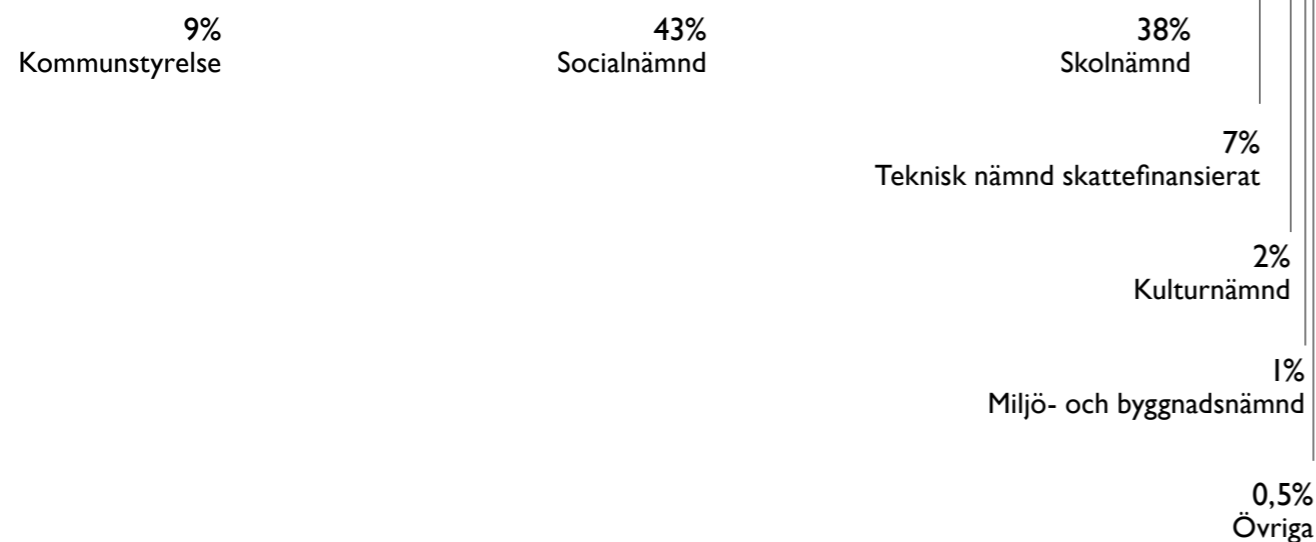 9%
Kommunstyrelse
43%
Socialnämnd
38%
Skolnämnd
7%
Teknisk nämnd skattefinansierat
2%
Kulturnämnd
1%
Miljö- och byggnadsnämnd
0,5%
Övriga